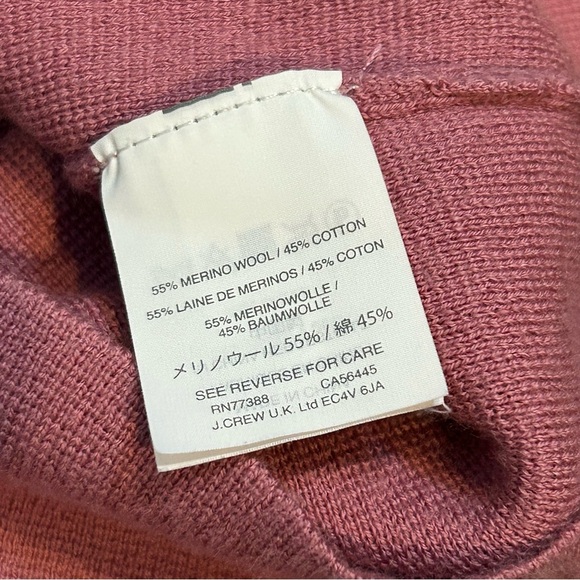 55% MERINO WOOL / 45% COTTON
55% LAINE DE MERINOS / 45% COTON
55% MERINOWOLLE /
45% BAUMWOLLE
メリノウール 55% / 綿 45%
SEE REVERSE FOR CARE
RN77388 CA56445
J.CREW U.K. Ltd EC4V 6JA